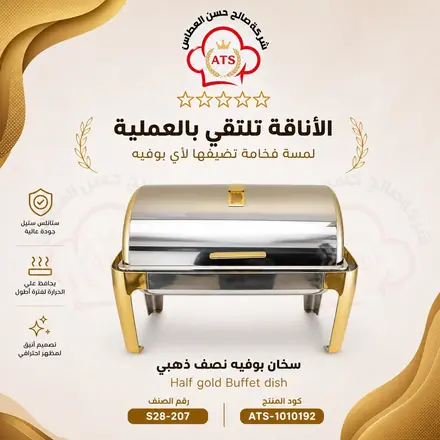 شركة صالح حسن العطاس
ATS
الأناقة تلتقي بالعملية
لمسة فخامة تضيفها لأي بوفيه
ستانلس ستيل
جودة عالية
يحافظ على
الحرارة لفترة أطول
تصميم أنيق
لمظهر احترافي
سخان بوفيه نصف ذهبي
Half gold Buffet dish
كود المنتج
ATS-1010192
رقم الصنف
S28-207